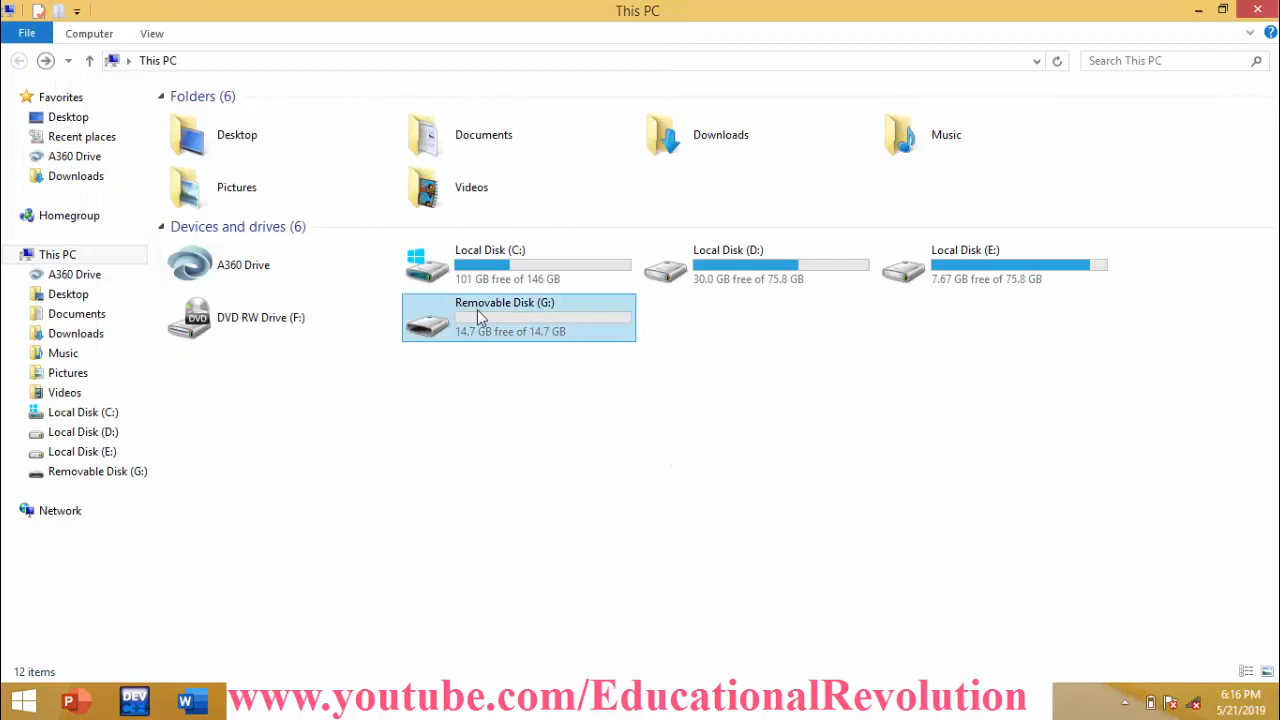 This PC
File Computer View
This PC
Search This PC
Favorites
Desktop
Recent places
A360 Drive
Downloads
Homegroup
This PC
A360 Drive
Desktop
Documents
Downloads
Music
Pictures
Videos
Local Disk (C:)
Local Disk (D:)
Local Disk (E:)
Removable Disk (G:)
Network
Folders (6)
Desktop
Documents
Downloads
Music
Pictures
Videos
Devices and drives (6)
A360 Drive
Local Disk (C:)
101 GB free of 146 GB
Local Disk (D:)
30.0 GB free of 75.8 GB
Local Disk (E:)
7.67 GB free of 75.8 GB
DVD
DVD RW Drive (F:)
Removable Disk (G:)
14.7 GB free of 14.7 GB
12 items
P
DEV
W
www.youtube.com/EducationalRevolution
6:16 PM
5/21/2019